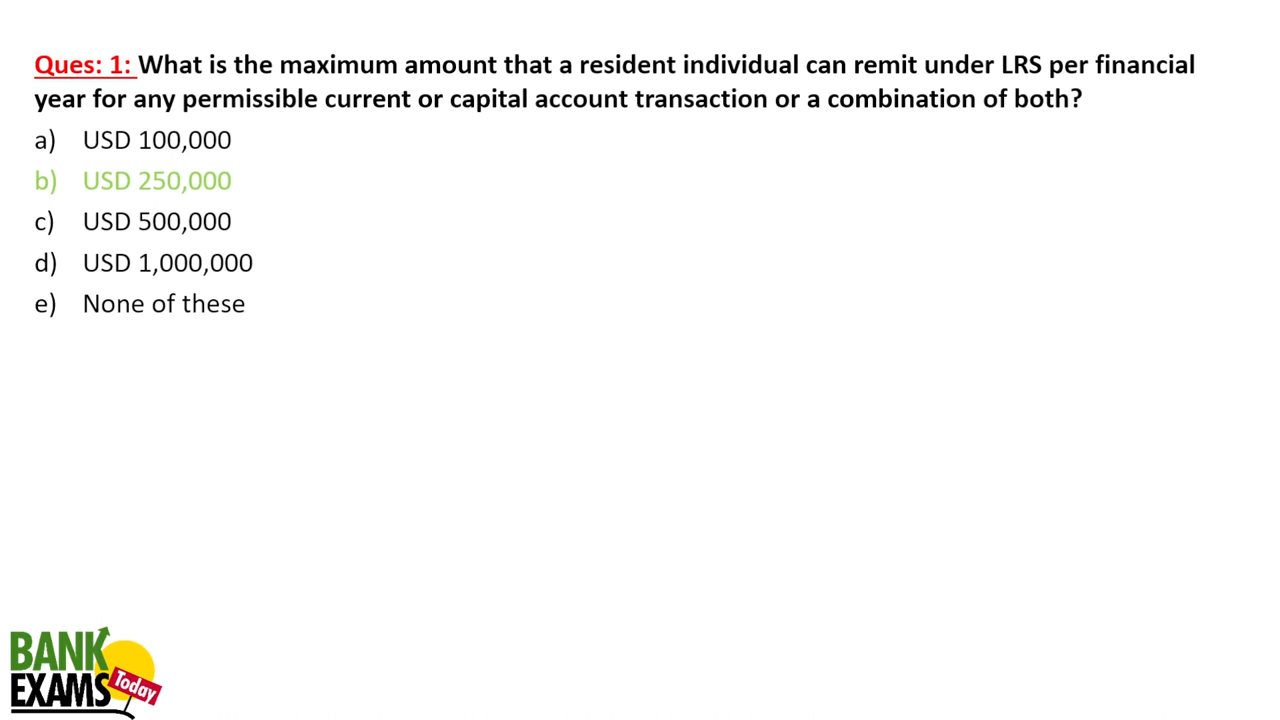 Ques: 1: What is the maximum amount that a resident individual can remit under LRS per financial
year for any permissible current or capital account transaction or a combination of both?
a) USD 100,000
b) USD 250,000
c) USD 500,000
d) USD 1,000,000
e) None of these
BANK
EXAMS Today